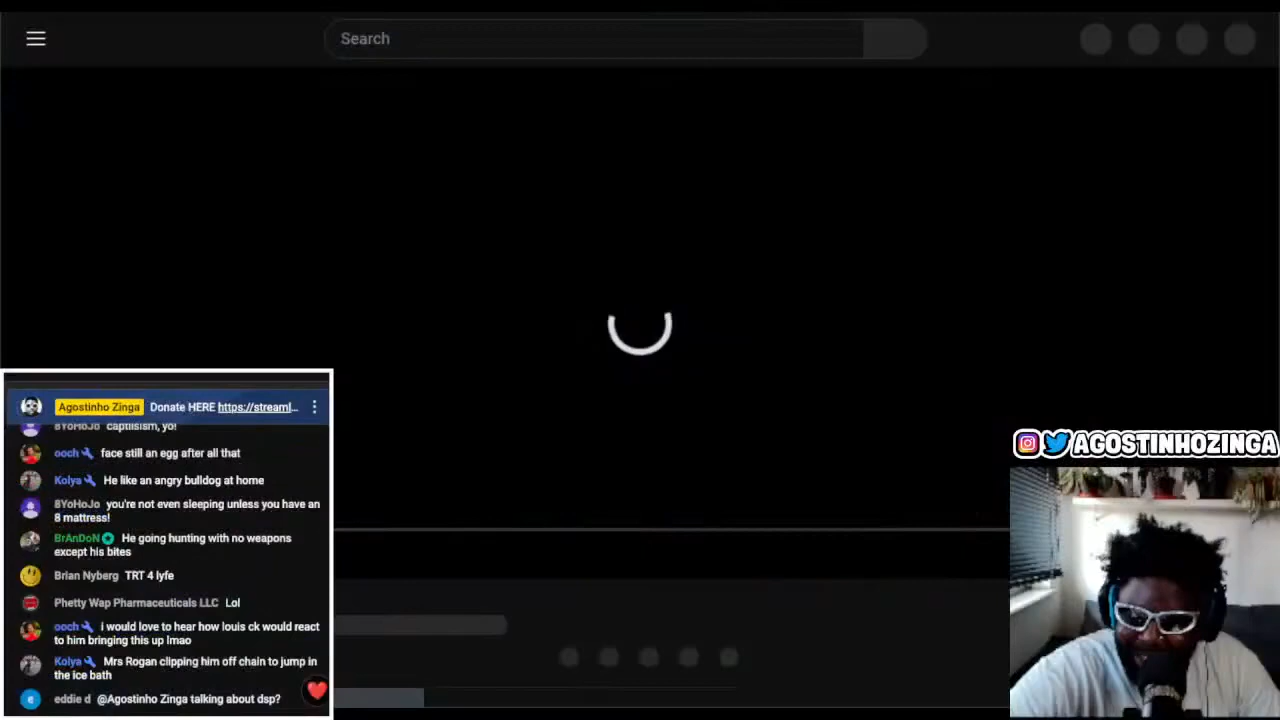 Search
Agostinho Zinga Donate HERE https://streaml...
8YoHoJo captiisism, yo!
ooch face still an egg after all that
Kolya He like an angry bulldog at home
8YoHoJo you're not even sleeping unless you have an
8 mattress!
BrAnDoN He going hunting with no weapons
except his bites
Brian Nyberg TRT 4 lyfe
Phetty Wap Pharmaceuticals LLC Lol
ooch i would love to hear how louis ck would react
to him bringing this up lmao
Kolya Mrs Rogan clipping him off chain to jump in
the ice bath
e eddie d @Agostinho Zinga talking about dsp?
AGOSTINHOZINGA